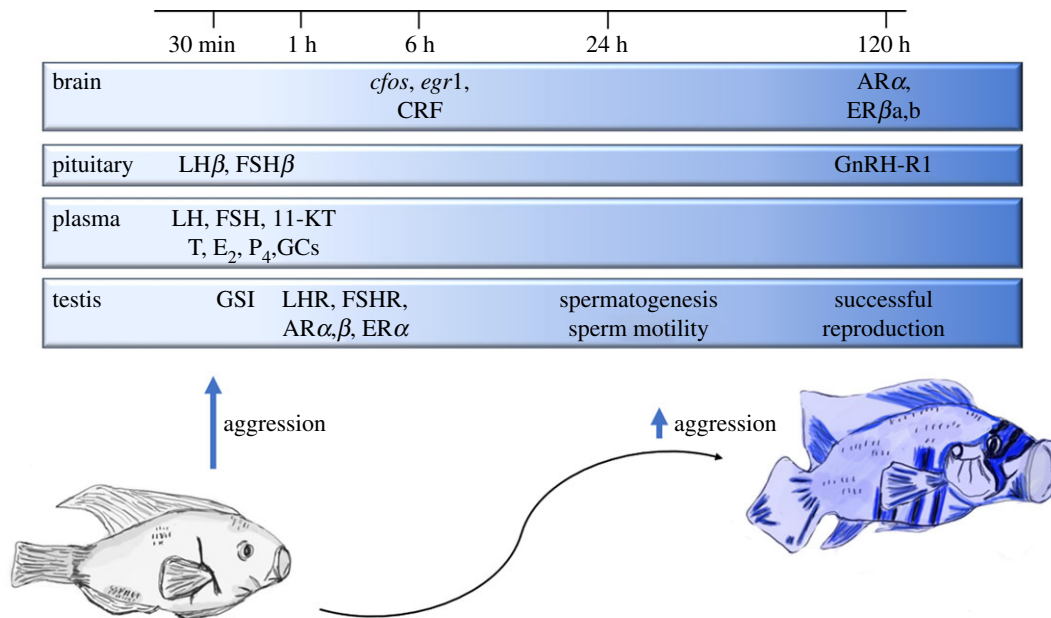 30 min 1 h 6 h 24 h 120 h
brain cfos, egr1, ARα,
CRF ERβa,b
pituitary LHβ, FSHβ GnRH-R1
plasma LH, FSH, 11-KT
T, E₂, P₄,GCs
testis GSI LHR, FSHR, spermatogenesis successful
ARα,β, ERα sperm motility reproduction
aggression aggression